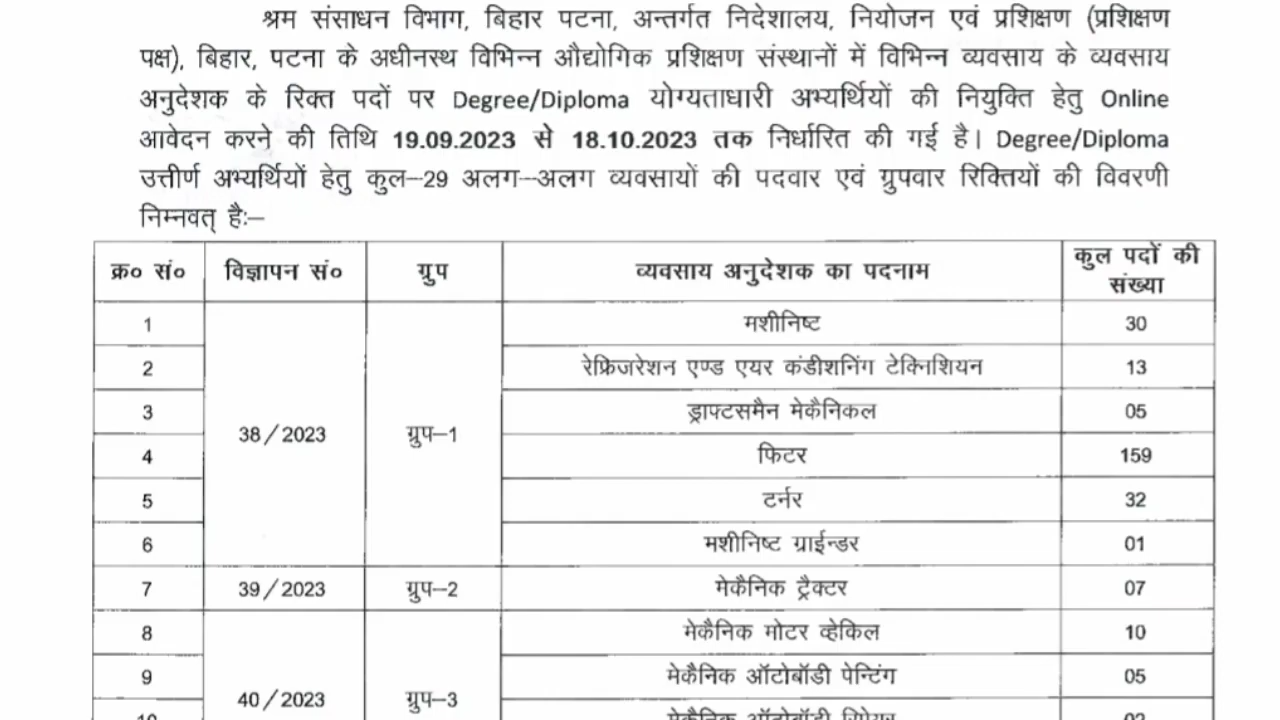 श्रम संसाधन विभाग, बिहार पटना, अन्तर्गत निदेशालय, नियोजन एवं प्रशिक्षण (प्रशिक्षण
पक्ष), बिहार, पटना के अधीनस्थ विभिन्न औद्योगिक प्रशिक्षण संस्थानों में विभिन्न व्यवसाय के व्यवसाय
अनुदेशक के रिक्त पदों पर Degree/Diploma योग्यताधारी अभ्यर्थियों की नियुक्ति हेतु Online
आवेदन करने की तिथि 19.09.2023 से 18.10.2023 तक निर्धारित की गई है। Degree/Diploma
उत्तीर्ण अभ्यर्थियों हेतु कुल–29 अलग–अलग व्यवसायों की पदवार एवं ग्रुपवार रिक्तियों की विवरणी
निम्नवत् हैः–
क्र० सं० विज्ञापन सं० ग्रुप व्यवसाय अनुदेशक का पदनाम कुल पदों की संख्या
1 38/2023 ग्रुप–1 मशीनिष्ट 30
2 रेफ्रिजरेशन एण्ड एयर कंडीशनिंग टेक्निशियन 13
3 ड्राफ्टसमैन मेकैनिकल 05
4 फिटर 159
5 टर्नर 32
6 मशीनिष्ट ग्राईन्डर 01
7 39/2023 ग्रुप–2 मेकैनिक ट्रैक्टर 07
8 40/2023 ग्रुप–3 मेकैनिक मोटर व्हेकिल 10
9 मेकैनिक ऑटोबॉडी पेन्टिंग 05
10 मेकैनिक ऑटोबॉडी रिपेयर